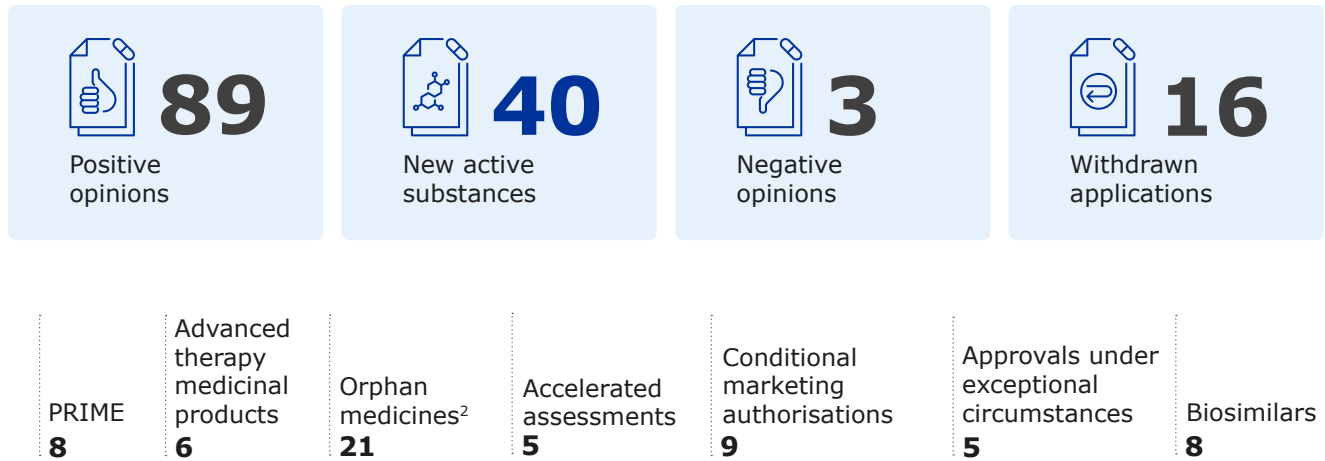 89
Positive
opinions
40
New active
substances
3
Negative
opinions
16
Withdrawn
applications
PRIME
8
Advanced
therapy
medicinal
products
6
Orphan
medicines²
21
Accelerated
assessments
5
Conditional
marketing
authorisations
9
Approvals under
exceptional
circumstances
5
Biosimilars
8